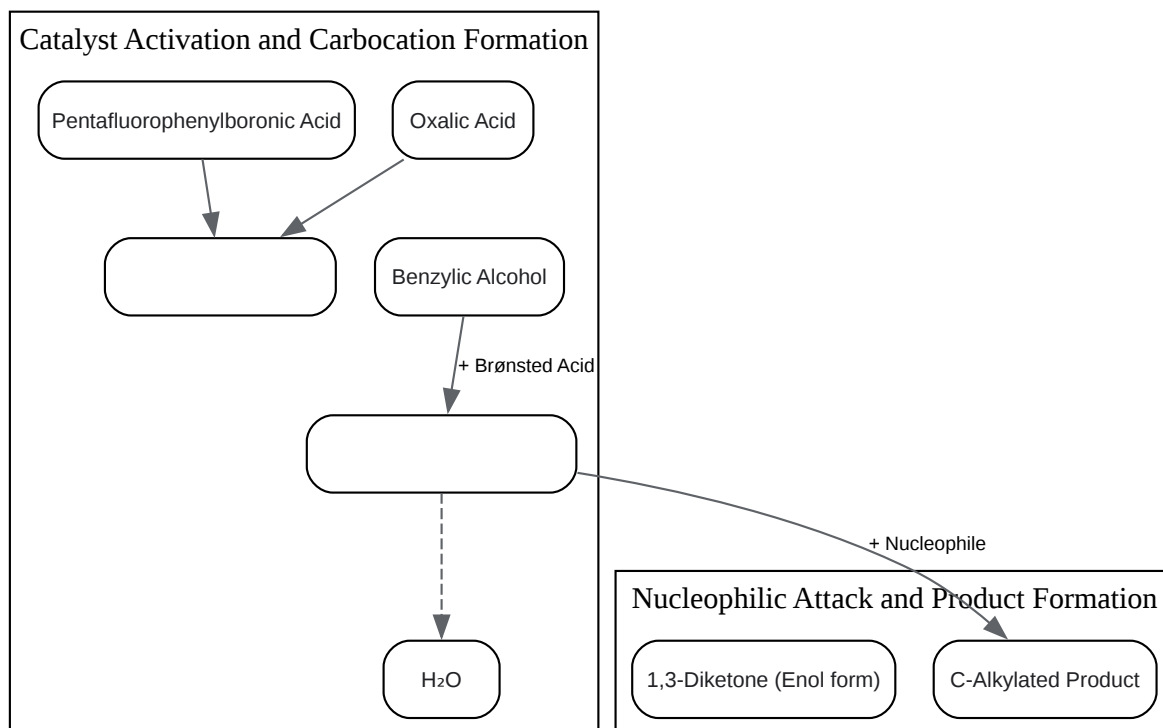 Catalyst Activation and Carbocation Formation
Pentafluorophenylboronic Acid
Oxalic Acid
Benzylic Alcohol
+ Brønsted Acid
+ Nucleophile
Nucleophilic Attack and Product Formation
H₂O
1,3-Diketone (Enol form)
C-Alkylated Product